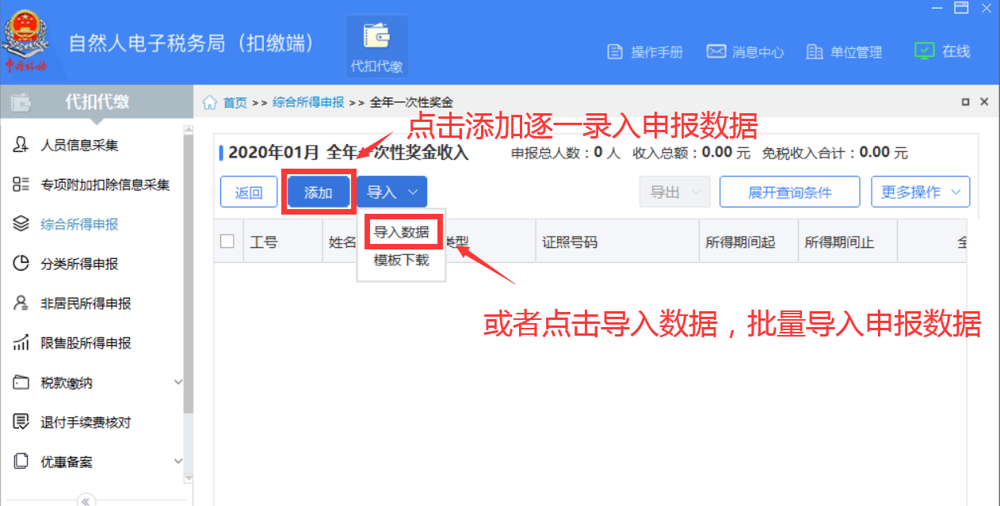 自然人电子税务局（扣缴端）
代扣代缴
操作手册 消息中心 单位管理 在线
代扣代缴
首页 >> 综合所得申报 >> 全年一次性奖金
点击添加逐一录入申报数据
人员信息采集
专项附加扣除信息采集
综合所得申报
分类所得申报
非居民所得申报
限售股所得申报
税款缴纳
退付手续费核对
优惠备案
2020年01月 全年一次性奖金收入 申报总人数：0 人 收入总额：0.00 元 免税收入合计：0.00 元
返回 添加 导入 导出 展开查询条件 更多操作
工号 姓名 类型 证照号码 所得期间起 所得期间止 全
导入数据
模板下载
或者点击导入数据，批量导入申报数据